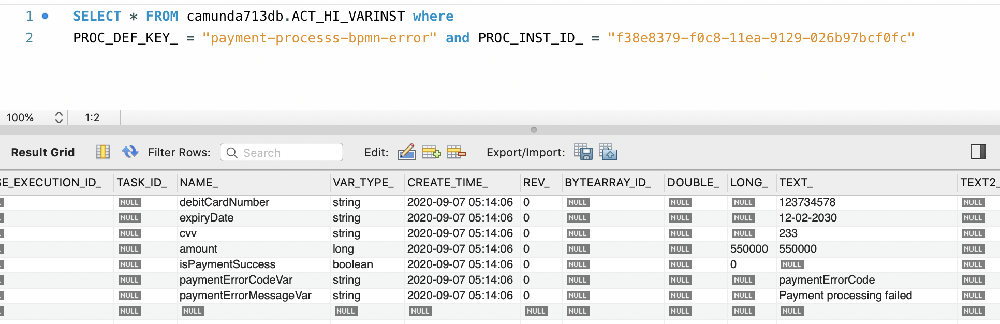 1 SELECT * FROM camunda713db.ACT_HI_VARINST where
2 PROC_DEF_KEY_ = "payment-processs-bpmn-error" and PROC_INST_ID_ = "f38e8379-f0c8-11ea-9129-026b97bcf0fc"
100% 1:2
Result Grid Filter Rows: Search Edit: Export/Import:
SE_EXECUTION_ID_ TASK_ID_ NAME_ VAR_TYPE_ CREATE_TIME_ REV_ BYTEARRAY_ID_ DOUBLE_ LONG_ TEXT_ TEXT2_
NULL debitCardNumber string 2020-09-07 05:14:06 0 NULL NULL NULL 123734578 NULL
NULL expiryDate string 2020-09-07 05:14:06 0 NULL NULL NULL 12-02-2030 NULL
NULL cvv string 2020-09-07 05:14:06 0 NULL NULL NULL 233 NULL
NULL amount long 2020-09-07 05:14:06 0 NULL NULL 550000 550000 NULL
NULL isPaymentSuccess boolean 2020-09-07 05:14:06 0 NULL NULL 0 NULL NULL
NULL paymentErrorCodeVar string 2020-09-07 05:14:06 0 NULL NULL NULL paymentErrorCode NULL
NULL paymentErrorMessageVar string 2020-09-07 05:14:06 0 NULL NULL NULL Payment processing failed NULL
NULL NULL NULL NULL NULL NULL NULL NULL NULL NULL